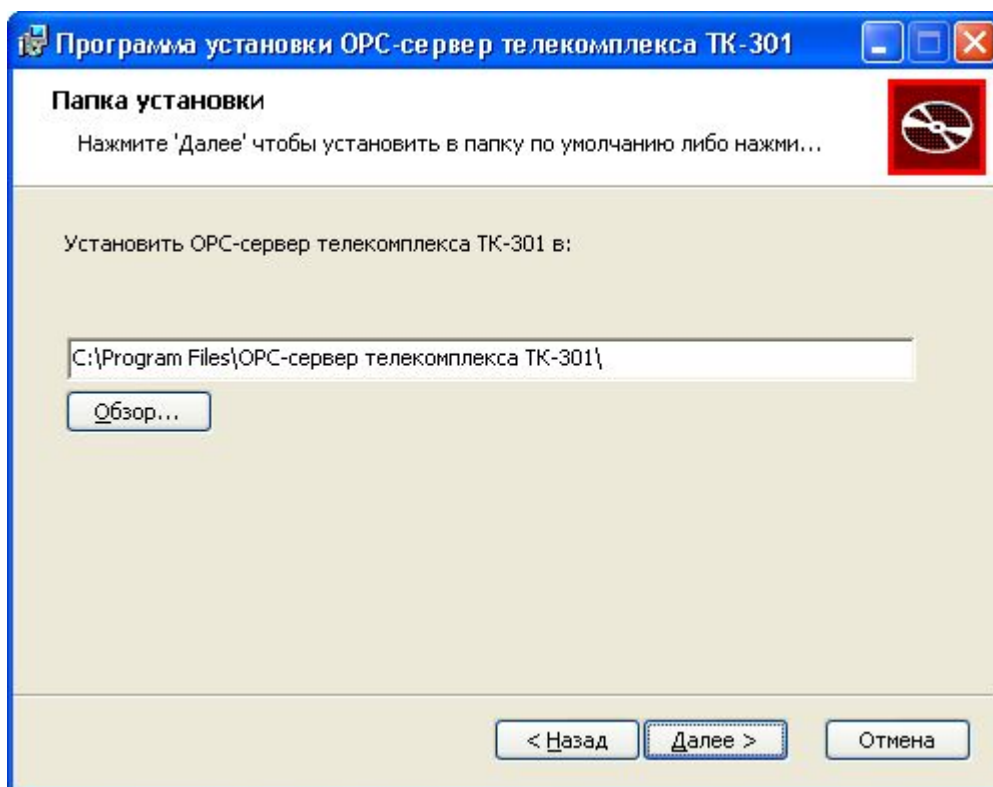 Программа установки OPC-сервер телекомплекса ТК-301
Папка установки
Нажмите 'Далее' чтобы установить в папку по умолчанию либо нажми...
Установить OPC-сервер телекомплекса ТК-301 в:
C:\Program Files\OPC-сервер телекомплекса ТК-301\
Обзор...
< Назад
Далее >
Отмена